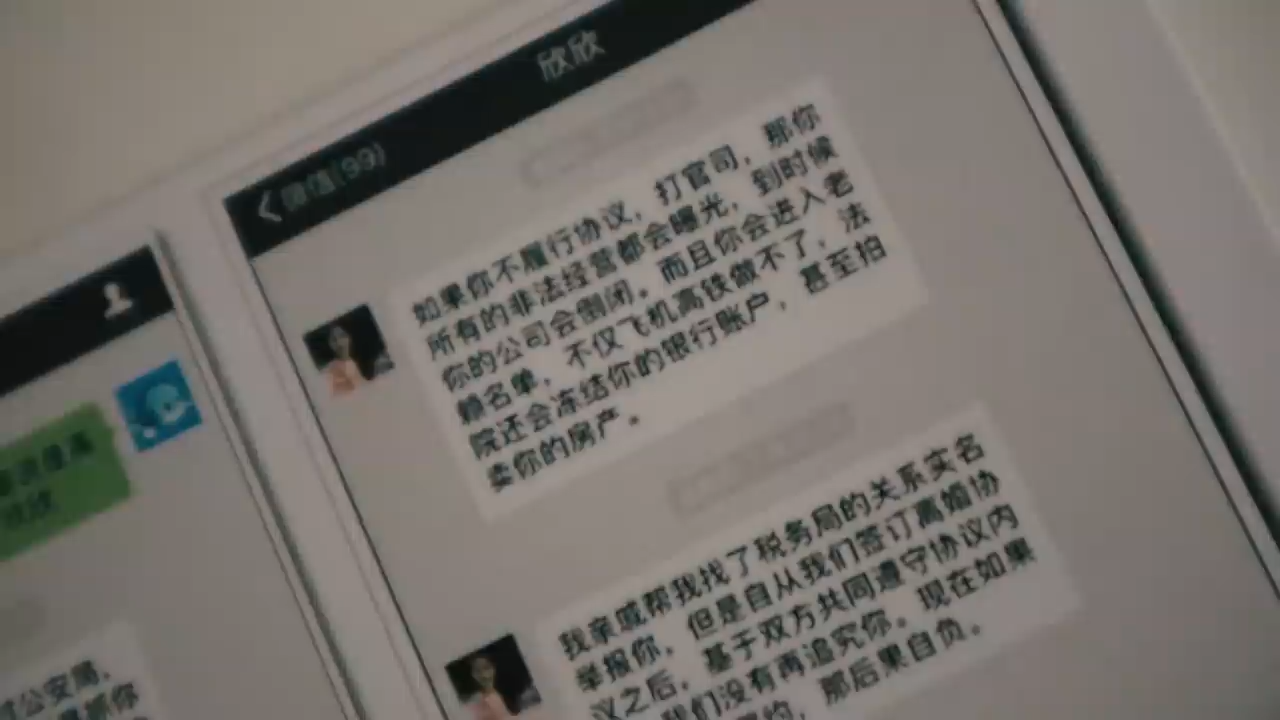 欣欣
微信(99)
如果你不履行协议，打官司，那你
所有的非法经营都会曝光，到时候
你的公司会倒闭。而且你会进入老
赖名单，不仅飞机高铁做不了，法
院还会冻结你的银行账户，甚至拍
卖你的房产。
我亲戚帮我找了税务局的关系实名
举报你，但是自从我们签订离婚协
议之后，基于双方共同遵守协议内
我们没有再追究你。现在如果
那后果自负。
公安局，
抓你